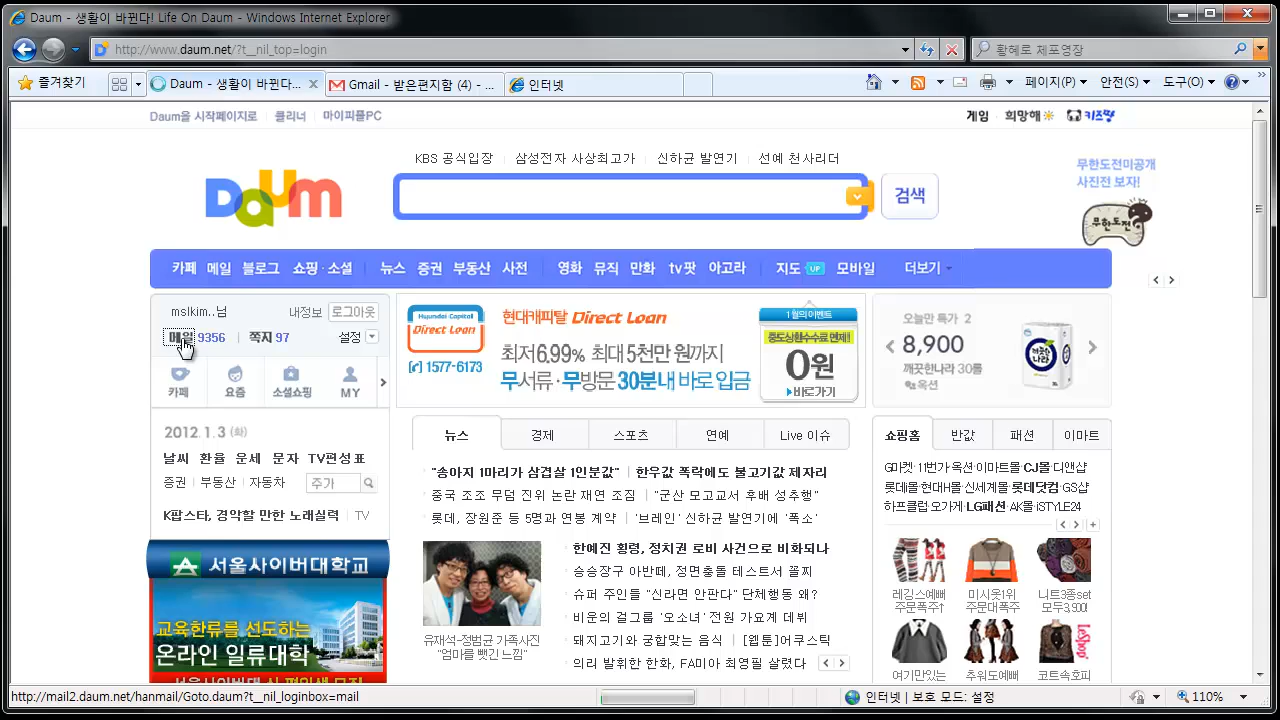 Daum - 생활이 바뀐다! Life On Daum - Windows Internet Explorer
http://www.daum.net/?t__nil_top=login
황혜로 체포영장
즐겨찾기
Daum - 생활이 바뀐다...
Gmail - 받은편지함 (4) - ...
인터넷
페이지(P)
안전(S)
도구(O)
Daum을 시작페이지로 클리너 마이피플PC
게임 희망해 키즈짱
KBS 공식입장 삼성전자 사상최고가 신하균 발연기 선예 천사리더
무한도전미공개
사진전 보자!
무한도전
Daum
검색
카페 메일 블로그 쇼핑·소셜 뉴스 증권 부동산 사전 영화 뮤직 만화 tv팟 아고라 지도 UP 모바일 더보기
mslkim..님 내정보 로그아웃
메일 9356 쪽지 97 설정
카페 요즘 소셜쇼핑 MY
Hyundai Capital
Direct Loan
1577-6173
현대캐피탈 Direct Loan
최저6.99% 최대 5천만 원까지
무서류·무방문 30분내 바로 입금
1월의 이벤트
중도상환수수료 면제!
0원
바로가기
오늘만 특가 2
8,900
깨끗한나라 30롤
옥션
2012.1.3 (화)
날씨 환율 운세 문자 TV편성표
증권 부동산 자동차 주가
K팝스타, 경악할 만한 노래실력 TV
서울사이버대학교
교육한류를 선도하는
온라인 일류대학
서울사이버대 신·편입생 모집
뉴스 경제 스포츠 연예 Live 이슈
"송아지 1마리가 삼겹살 1인분값" 한우값 폭락에도 불고기값 제자리
중국 조조 무덤 진위 논란 재연 조짐 "군산 모고교서 후배 성추행"
롯데, 장원준 등 5명과 연봉 계약 '브레인' 신하균 발연기에 '폭소'
한예진 횡령, 정치권 로비 사건으로 비화되나
승승장구 아반떼, 정면충돌 테스트서 꼴찌
슈퍼 주인들 "신라면 안판다" 단체행동 왜?
비운의 걸그룹 '오소녀' 전원 가요계 데뷔
돼지고기와 궁합맞는 음식 [웹툰]어쿠스틱
의리 발휘한 한화, FA미아 최영필 살렸다
유재석-정범균 가족사진
"엄마를 뺏긴 느낌"
쇼핑홈 반값 패션 이마트
G마켓·11번가·옥션·이마트몰·CJ몰·디앤샵
롯데몰·현대H몰·신세계몰·롯데닷컴·GS샵
하프클럽·오가게·LG패션·AK몰·iSTYLE24
레깅스예뻐
주문폭주!
미시옷1위
주문대폭주
니트3종set
모두3,900!
LeShop
여기만있는
추위도예뻐
코트속호피
http://mail2.daum.net/hanmail/Goto.daum?t__nil_loginbox=mail
인터넷 | 보호 모드: 설정
110%